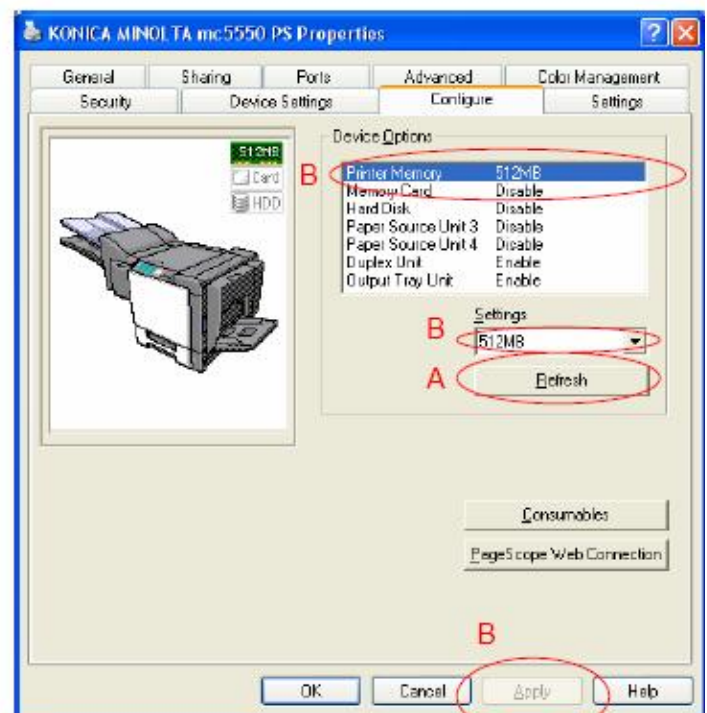 KONICA MINOLTA mc5550 PS Properties
General Sharing Ports Advanced Color Management
Security Device Settings Configure Settings
Device Options
512MB
Card
HDD
B
Printer Memory 512MB
Memory Card Disable
Hard Disk Disable
Paper Source Unit 3 Disable
Paper Source Unit 4 Disable
Duplex Unit Enable
Output Tray Unit Enable
Settings
B 512MB
A Refresh
Consumables
PageScope Web Connection
B
OK Cancel Apply Help